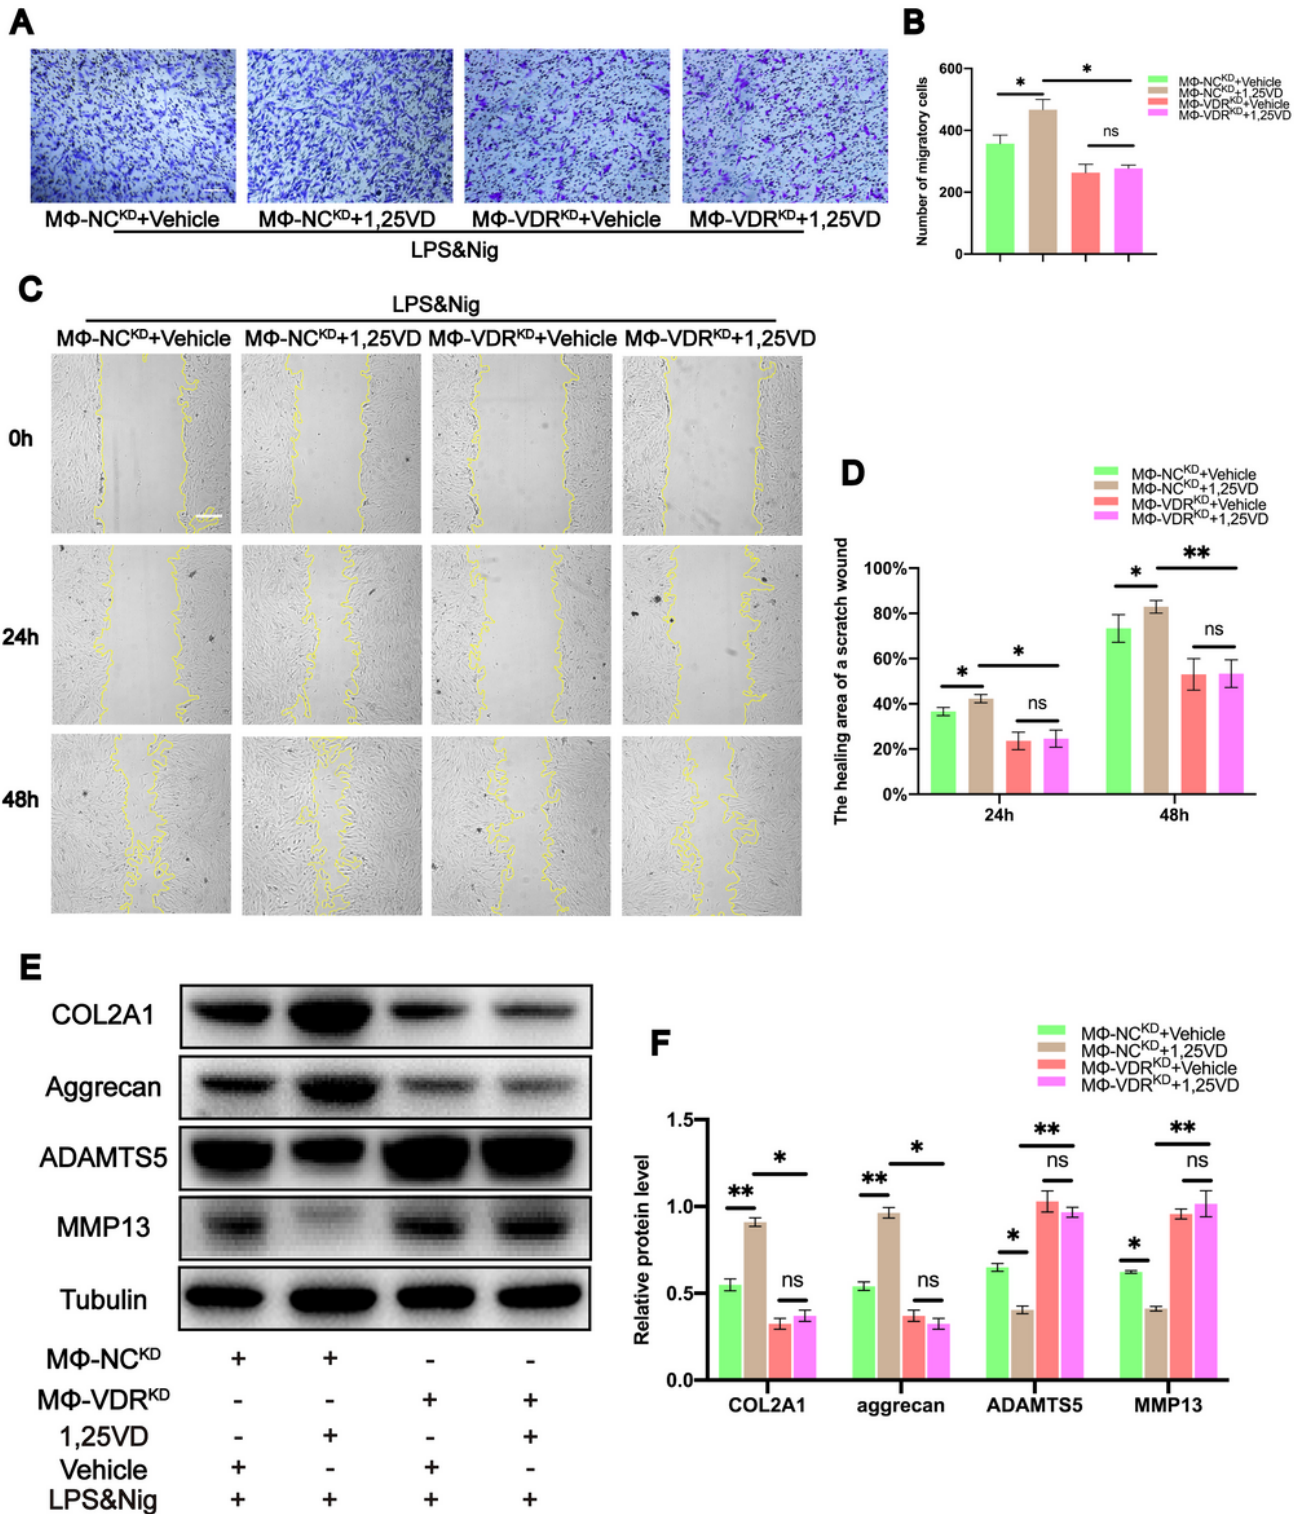 A
MΦ-NC^KD+Vehicle MΦ-NC^KD+1,25VD MΦ-VDR^KD+Vehicle MΦ-VDR^KD+1,25VD
LPS&Nig
B
Number of migratory cells
600
400
200
0
* *
ns
MΦ-NC^KD+Vehicle
MΦ-NC^KD+1,25VD
MΦ-VDR^KD+Vehicle
MΦ-VDR^KD+1,25VD
C
LPS&Nig
MΦ-NC^KD+Vehicle MΦ-NC^KD+1,25VD MΦ-VDR^KD+Vehicle MΦ-VDR^KD+1,25VD
0h
24h
48h
D
MΦ-NC^KD+Vehicle
MΦ-NC^KD+1,25VD
MΦ-VDR^KD+Vehicle
MΦ-VDR^KD+1,25VD
The healing area of a scratch wound
100%
80%
60%
40%
20%
0%
* * ns
* ** ns
24h 48h
E
COL2A1
Aggrecan
ADAMTS5
MMP13
Tubulin
MΦ-NC^KD + + - -
MΦ-VDR^KD - - + +
1,25VD - + - +
Vehicle + - + -
LPS&Nig + + + +
F
MΦ-NC^KD+Vehicle
MΦ-NC^KD+1,25VD
MΦ-VDR^KD+Vehicle
MΦ-VDR^KD+1,25VD
Relative protein level
1.5
1.0
0.5
0.0
** * ns
** * ns
* ** ns
* ** ns
COL2A1 aggrecan ADAMTS5 MMP13